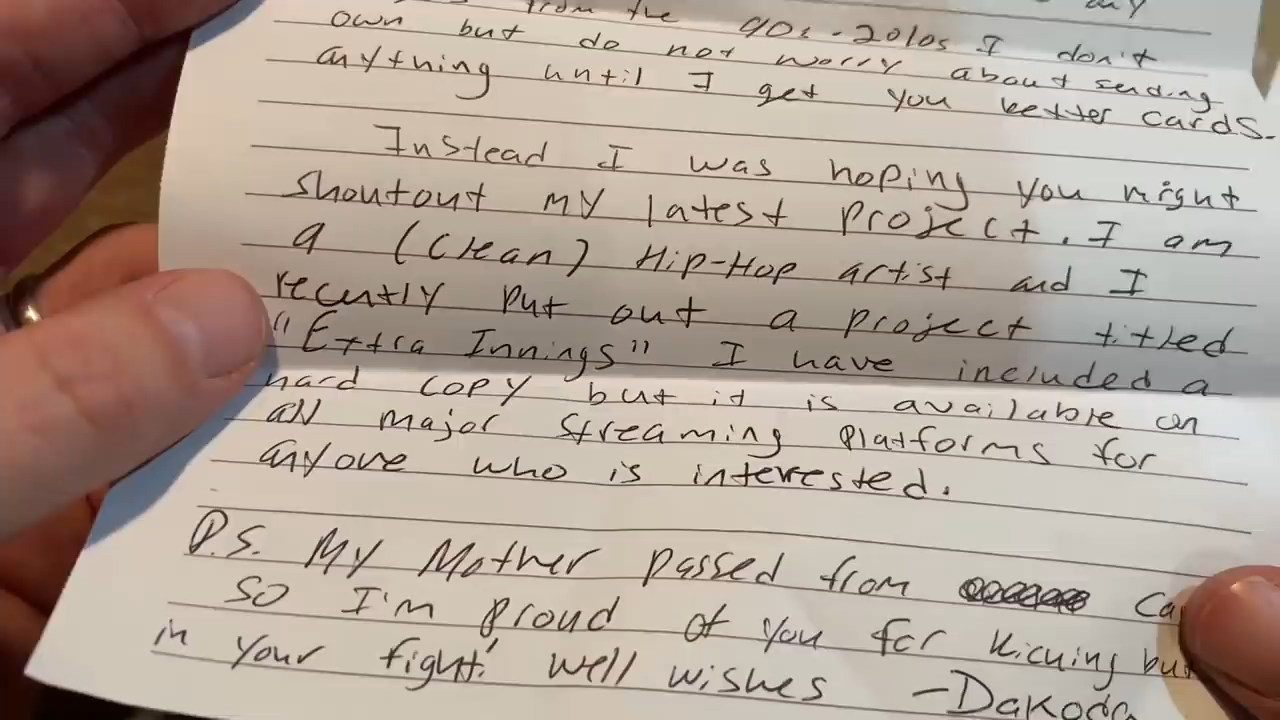 my
from the 90s-2010s I don't
own but do not worry about sending
anything until I get you better cards.
Instead I was hoping you might
shoutout my latest project. I am
a (clean) Hip-Hop artist and I
recently put out a project titled
"Extra Innings" I have included a
hard copy but it is available on
all major streaming platforms for
anyone who is interested.
P.S. My Mother passed from
so I'm proud of you for kicking
in your fight! Well wishes -Dakoda